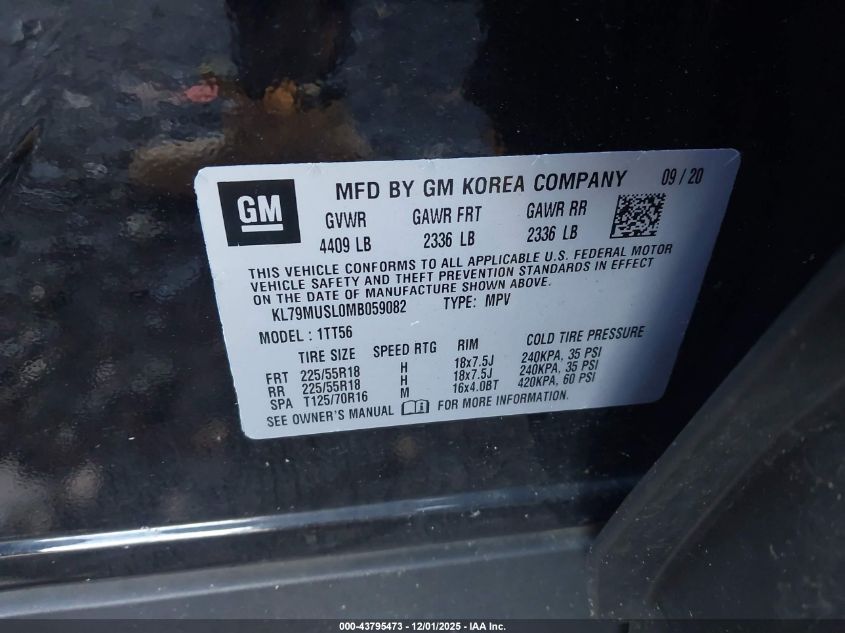 GM
MFD BY GM KOREA COMPANY 09 / 20
GVWR GAWR FRT GAWR RR
4409 LB 2336 LB 2336 LB
THIS VEHICLE CONFORMS TO ALL APPLICABLE U.S. FEDERAL MOTOR
VEHICLE SAFETY AND THEFT PREVENTION STANDARDS IN EFFECT
ON THE DATE OF MANUFACTURE SHOWN ABOVE.
KL79MUSL0MB059082 TYPE: MPV
MODEL : 1TT56
TIRE SIZE SPEED RTG RIM COLD TIRE PRESSURE
FRT 225/55R18 H 18x7.5J 240KPA, 35 PSI
RR 225/55R18 H 18x7.5J 240KPA, 35 PSI
SPA T125/70R16 M 16x4.0BT 420KPA, 60 PSI
SEE OWNER'S MANUAL FOR MORE INFORMATION.
000-43795473 - 12/01/2025 - IAA Inc.